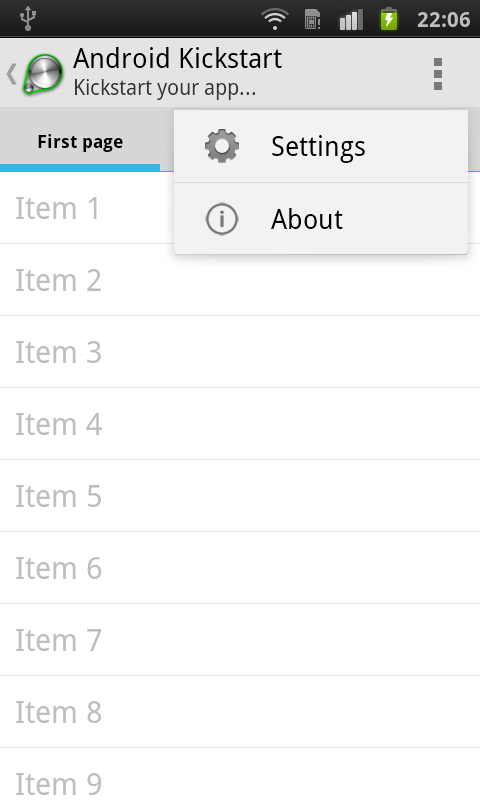 22:06
Android Kickstart
Kickstart your app...
First page
Settings
About
Item 1
Item 2
Item 3
Item 4
Item 5
Item 6
Item 7
Item 8
Item 9